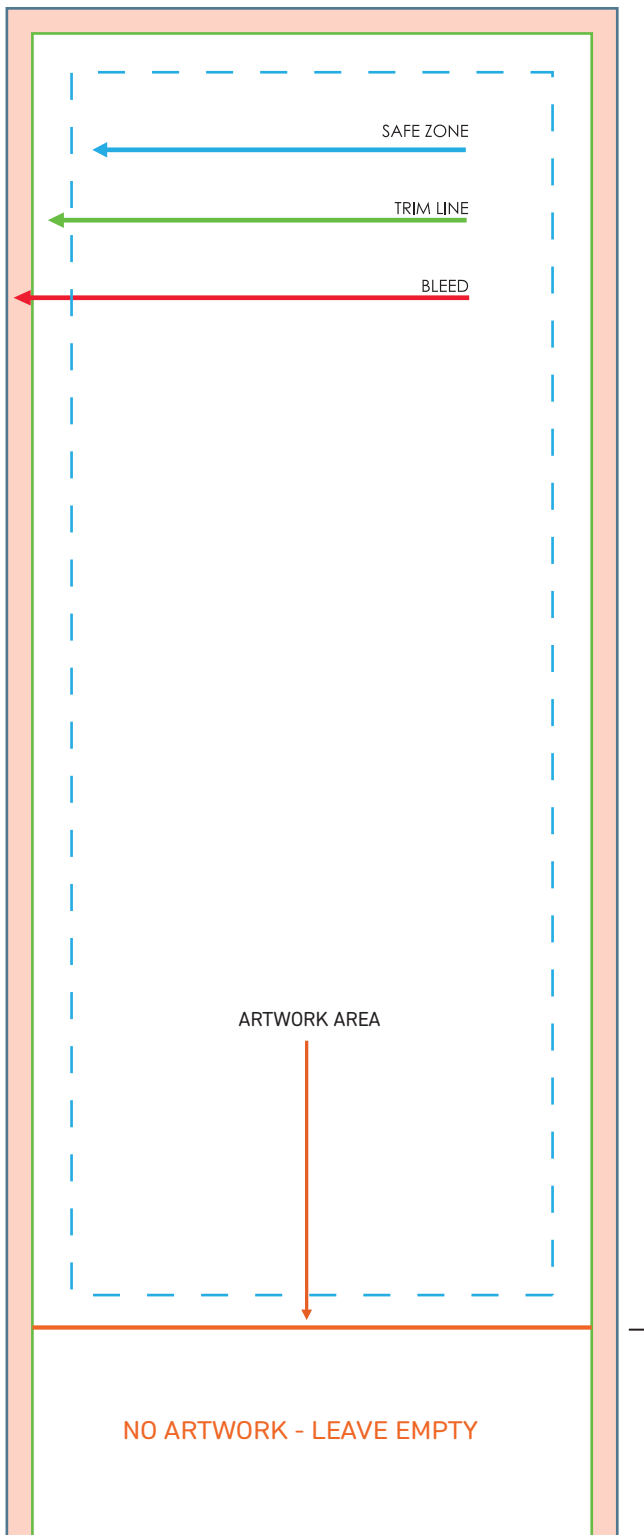 SAFE ZONE
TRIM LINE
BLEED
ARTWORK AREA
NO ARTWORK - LEAVE EMPTY